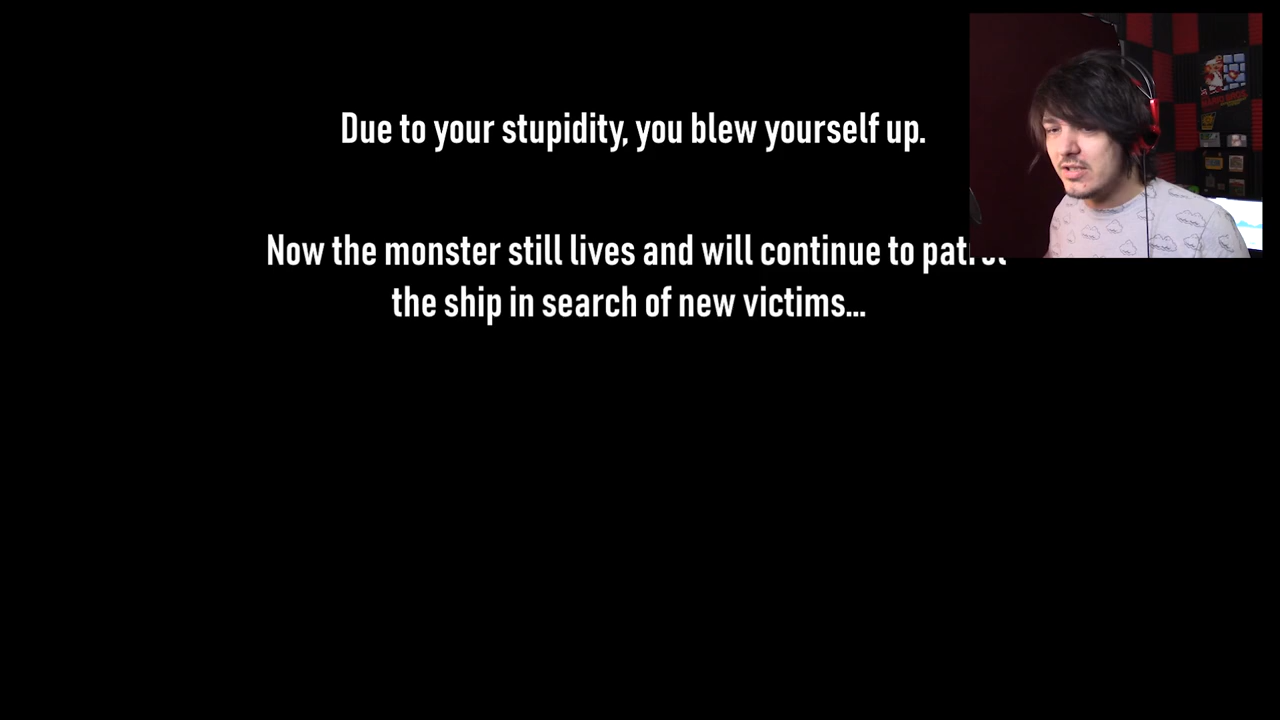 Due to your stupidity, you blew yourself up.
Now the monster still lives and will continue to patrol
the ship in search of new victims...